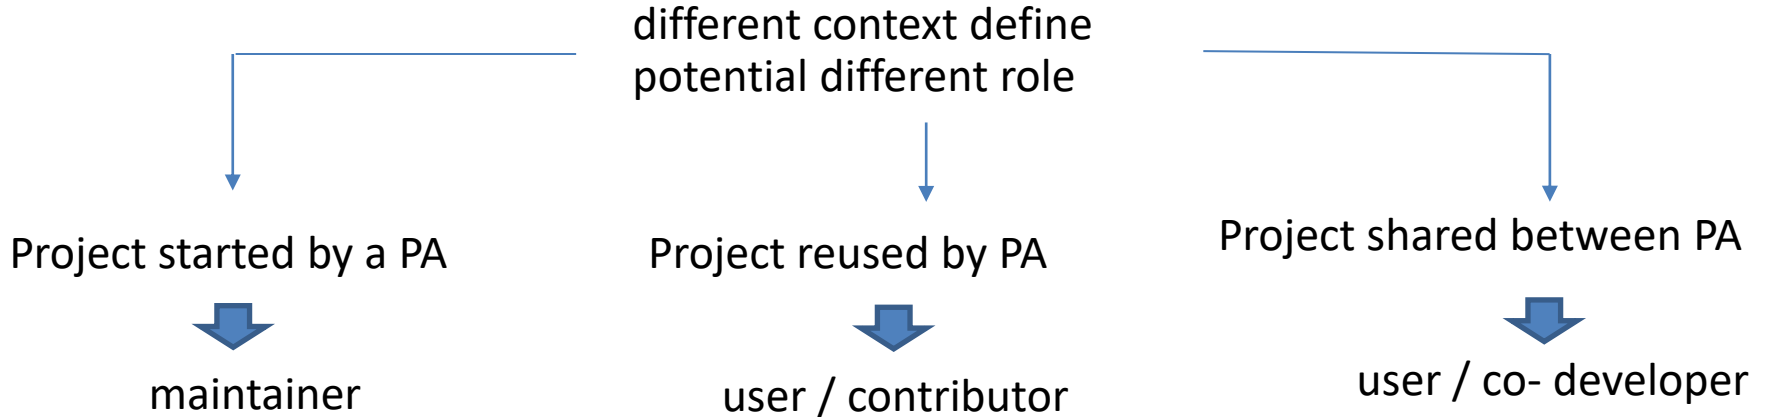 different context define
potential different role
Project started by a PA
Project reused by PA
Project shared between PA
maintainer
user / contributor
user / co- developer